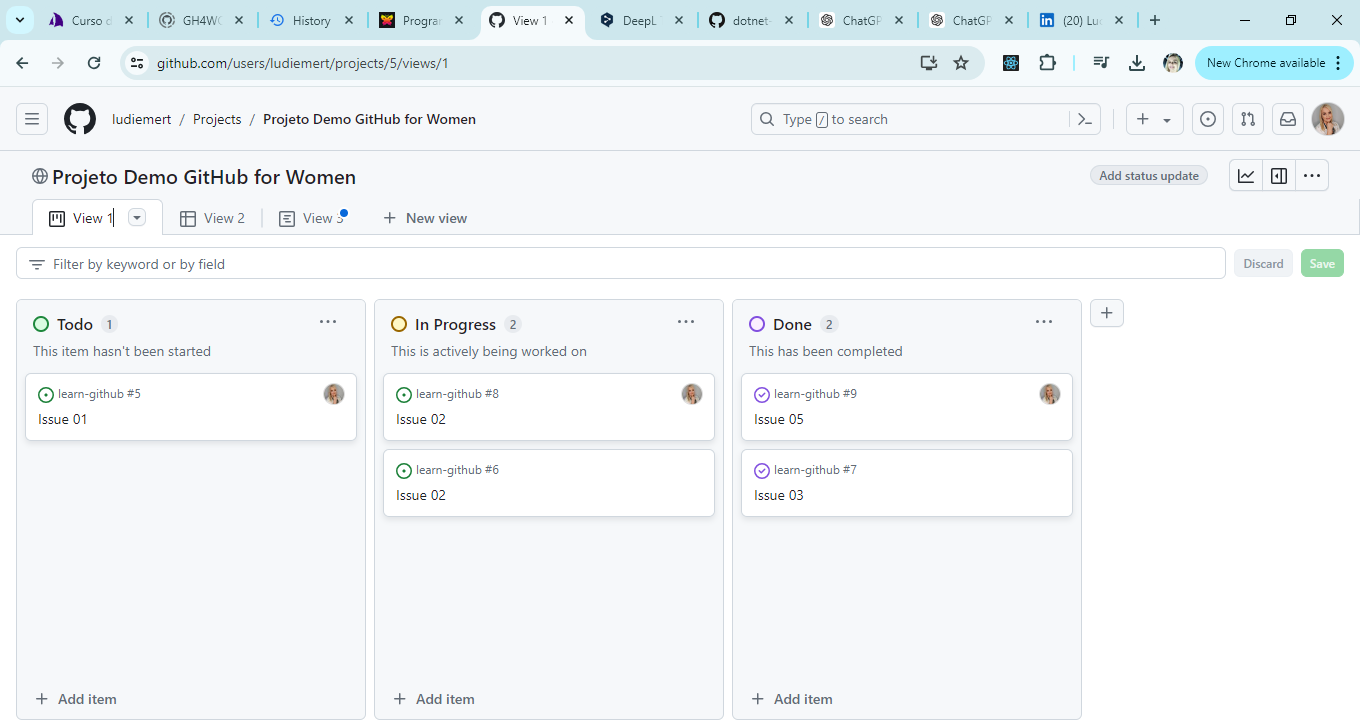 Curso d
GH4WC
History
Program
View 1
DeepL T
dotnet-
ChatGP
ChatGP
(20) Luc
github.com/users/ludiemert/projects/5/views/1
New Chrome available
ludiemert / Projects / Projeto Demo GitHub for Women
Type / to search
Projeto Demo GitHub for Women
Add status update
View 1
View 2
View 3
New view
Filter by keyword or by field
Discard
Save
Todo 1
This item hasn't been started
learn-github #5
Issue 01
Add item
In Progress 2
This is actively being worked on
learn-github #8
Issue 02
learn-github #6
Issue 02
Add item
Done 2
This has been completed
learn-github #9
Issue 05
learn-github #7
Issue 03
Add item